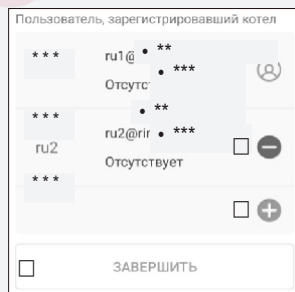 Пользователь, зарегистрировавший котел
***
ru1@ • **
• ***
Отсутс
• **
***
ru2@rir • ***
ru2
Отсутствует
***
ЗАВЕРШИТЬ